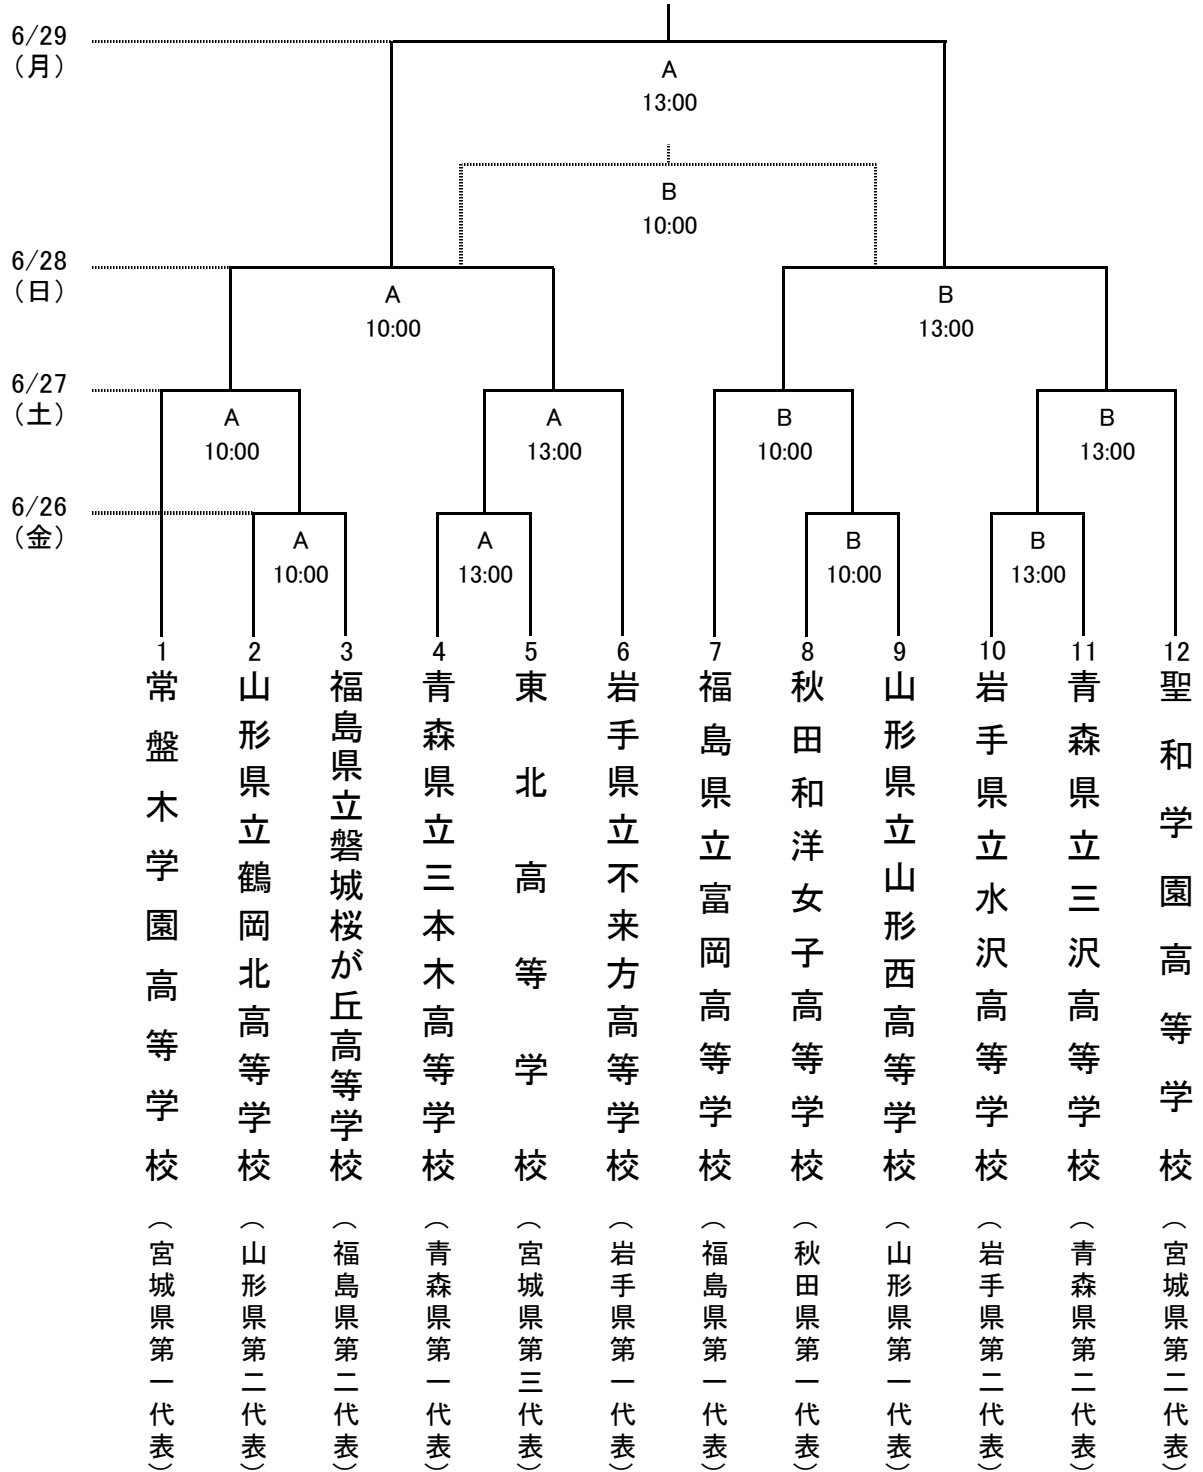 6/29
（月）
A
13:00
B
10:00
6/28
（日）
A
10:00
B
13:00
6/27
（土）
A
10:00
A
13:00
B
10:00
B
13:00
6/26
（金）
A
10:00
A
13:00
B
10:00
B
13:00
1
常盤木学園高等学校
（宮城県第一代表）
2
山形県立鶴岡北高等学校
（山形県第二代表）
3
福島県立磐城桜が丘高等学校
（福島県第二代表）
4
青森県立三本木高等学校
（青森県第一代表）
5
東北高等学校
（宮城県第三代表）
6
岩手県立不来方高等学校
（岩手県第一代表）
7
福島県立富岡高等学校
（福島県第一代表）
8
秋田和洋女子高等学校
（秋田県第一代表）
9
山形県立山形西高等学校
（山形県第一代表）
10
岩手県立水沢高等学校
（岩手県第二代表）
11
青森県立三沢高等学校
（青森県第二代表）
12
聖和学園高等学校
（宮城県第二代表）